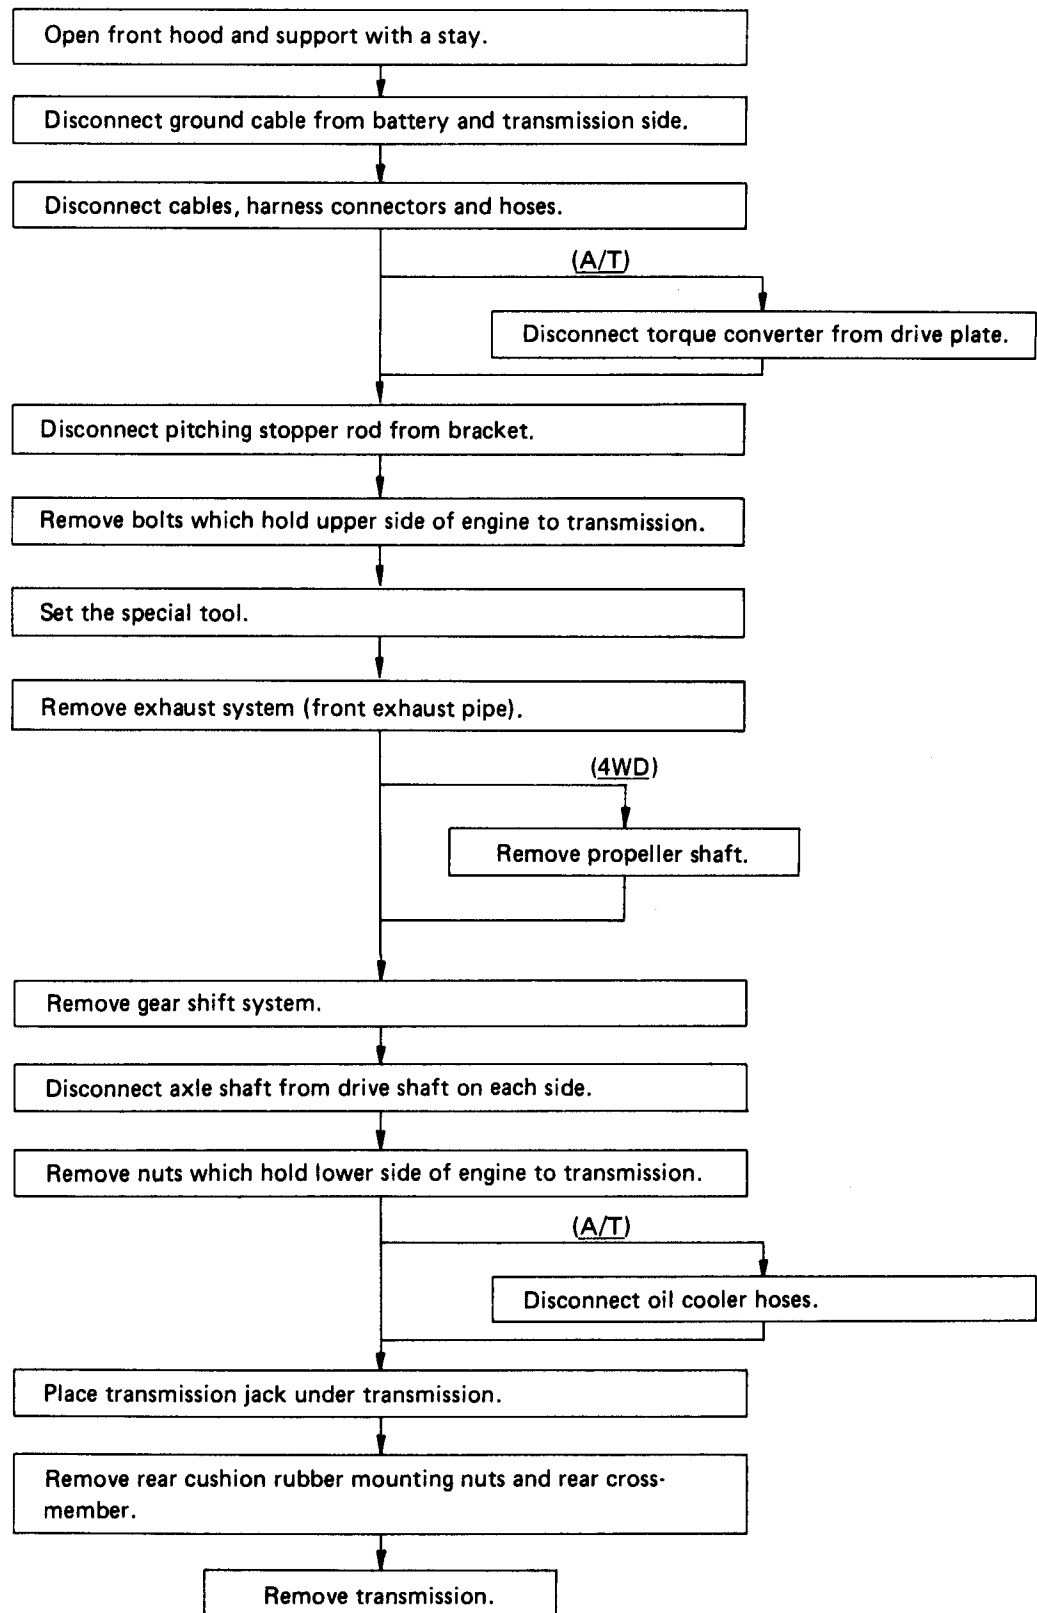 Open front hood and support with a stay.
Disconnect ground cable from battery and transmission side.
Disconnect cables, harness connectors and hoses.
(A/T)
Disconnect torque converter from drive plate.
Disconnect pitching stopper rod from bracket.
Remove bolts which hold upper side of engine to transmission.
Set the special tool.
Remove exhaust system (front exhaust pipe).
(4WD)
Remove propeller shaft.
Remove gear shift system.
Disconnect axle shaft from drive shaft on each side.
Remove nuts which hold lower side of engine to transmission.
(A/T)
Disconnect oil cooler hoses.
Place transmission jack under transmission.
Remove rear cushion rubber mounting nuts and rear cross-
member.
Remove transmission.